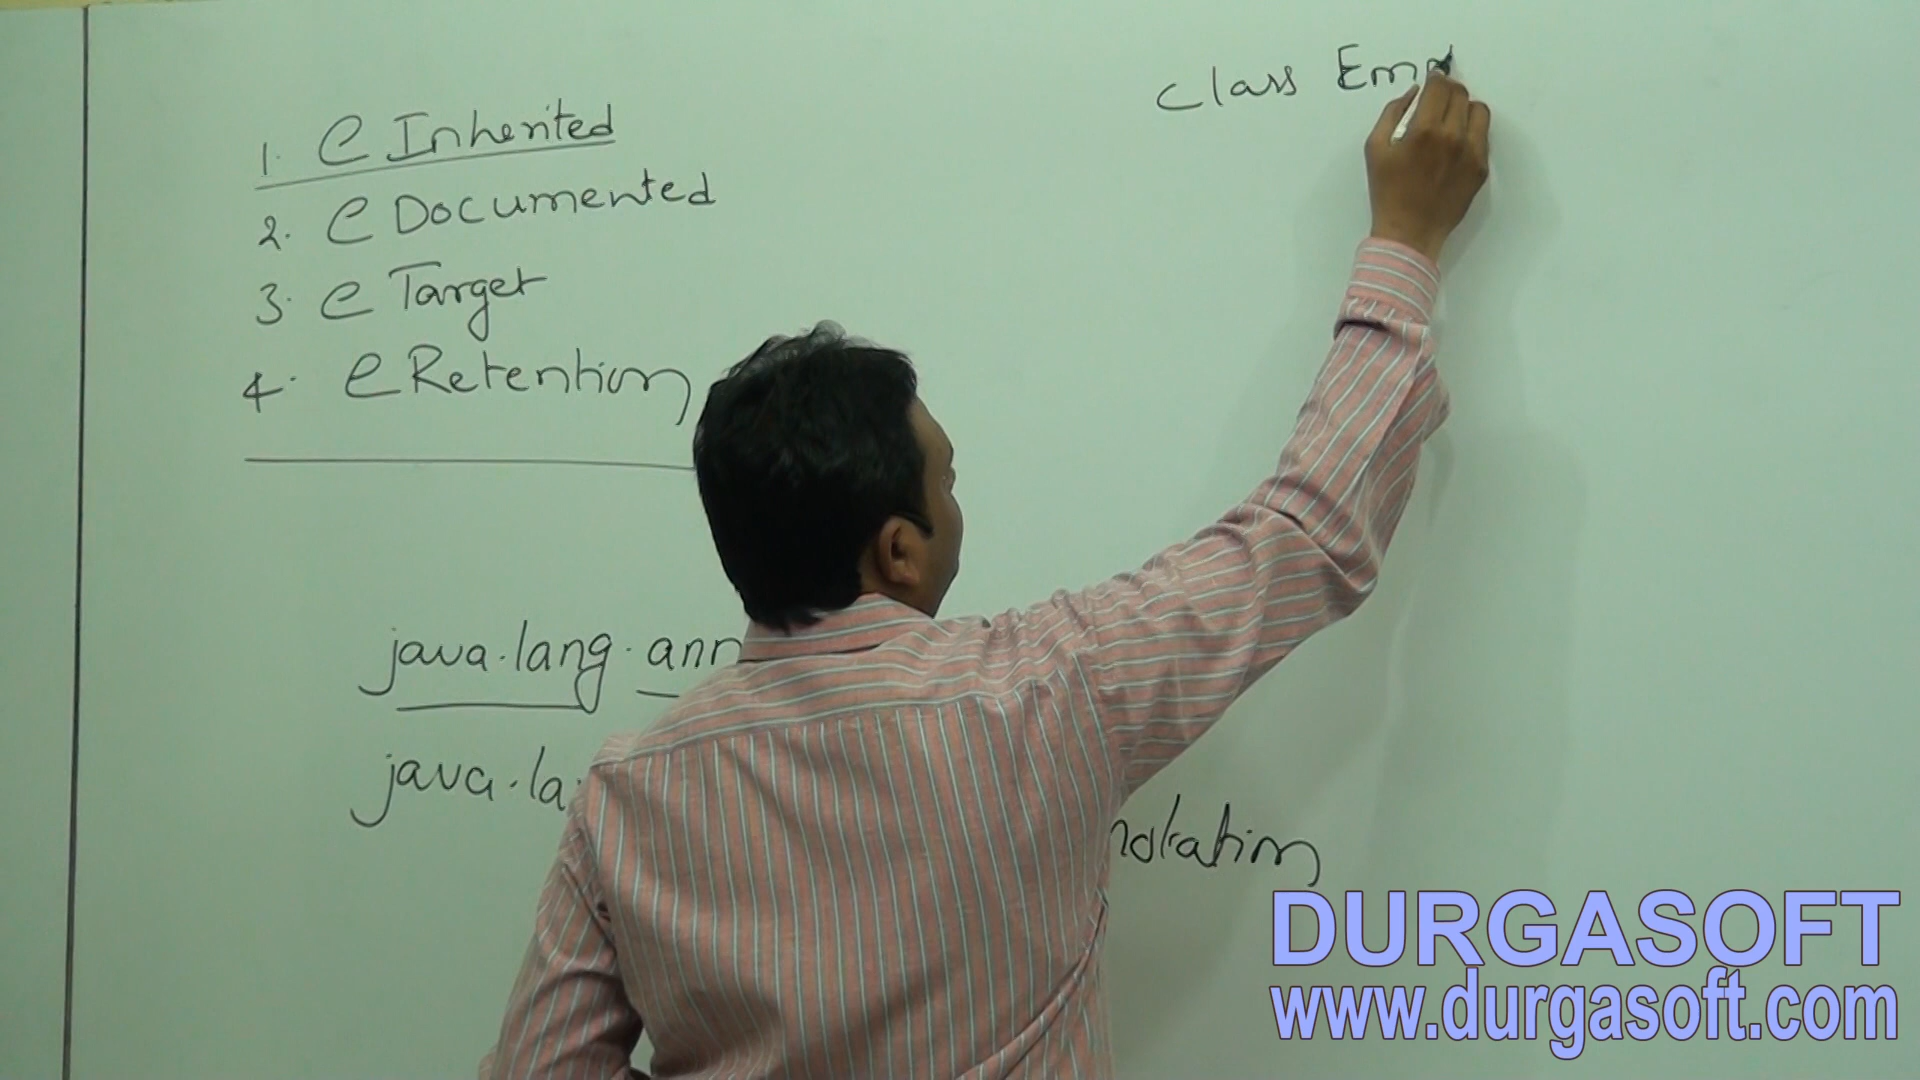 1. @ Inherited
2. @ Documented
3. @ Target
4. @ Retention
java.lang.ann
java.la
notation
class Emp
DURGASOFT
www.durgasoft.com